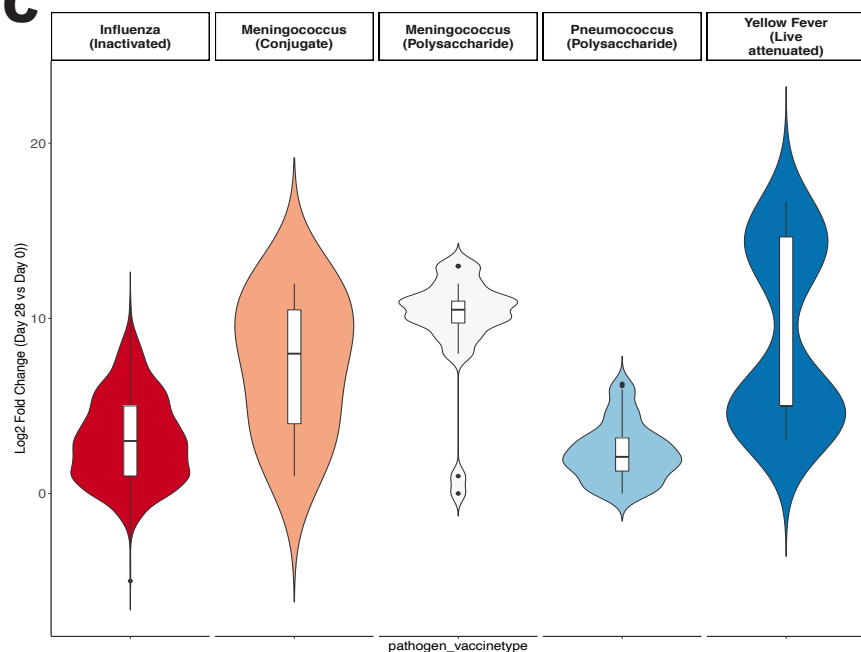 C
Influenza
(Inactivated)
Meningococcus
(Conjugate)
Meningococcus
(Polysaccharide)
Pneumococcus
(Polysaccharide)
Yellow Fever
(Live
attenuated)
20
10
0
Log2 Fold Change (Day 28 vs Day 0))
pathogen_vaccinetype